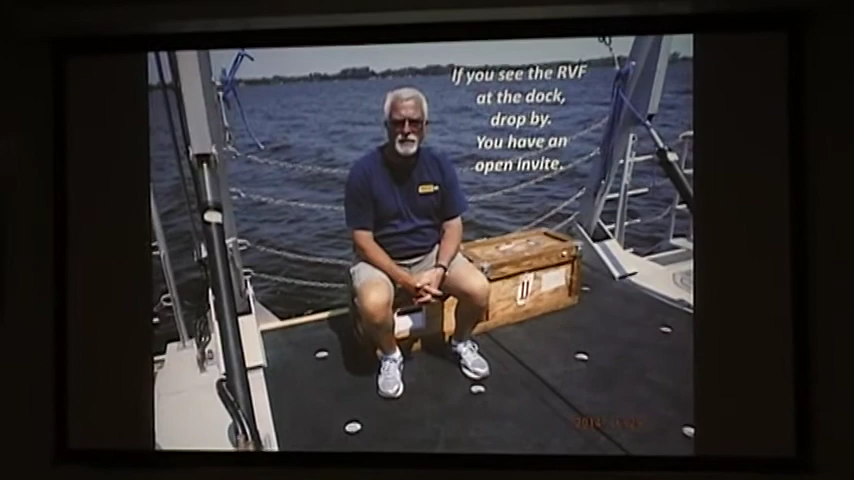 If you see the RVF
at the dock,
drop by.
You have an
open invite.